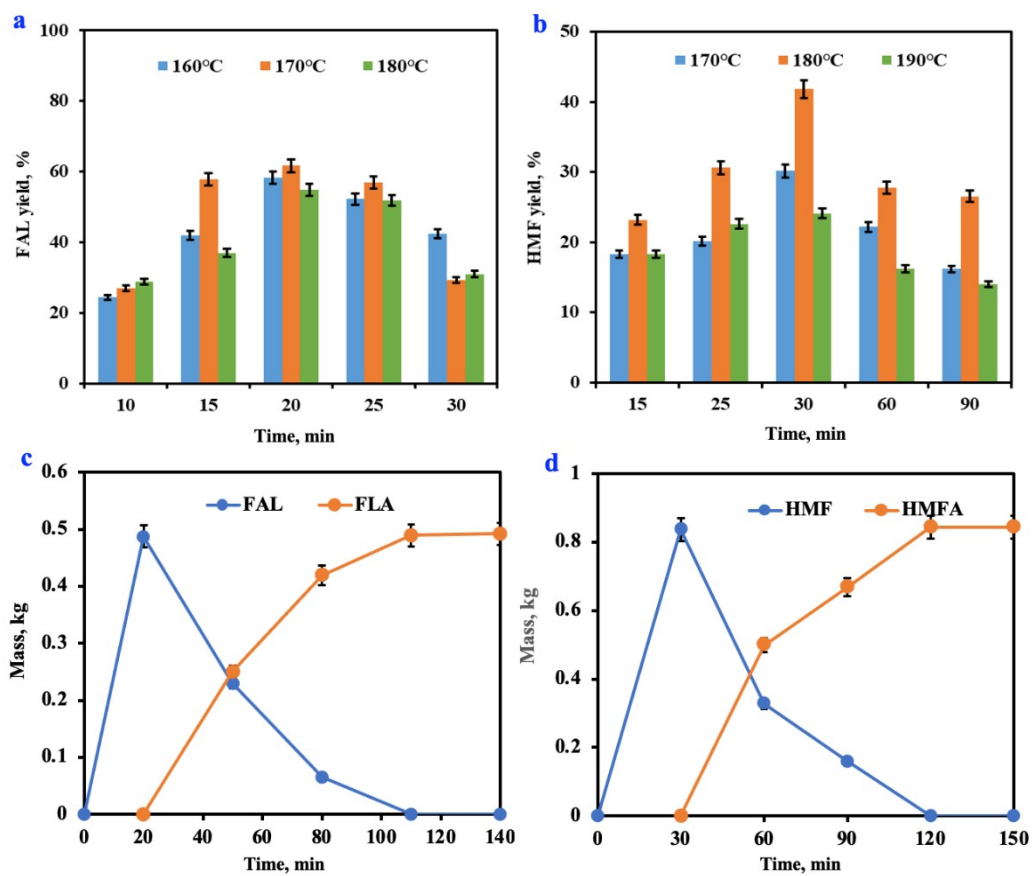 a
100
80
60
40
20
0
FAL yield, %
160°C 170°C 180°C
10 15 20 25 30
Time, min
b
50
40
30
20
10
0
HMF yield, %
170°C 180°C 190°C
15 25 30 60 90
Time, min
c
0.6
0.5
0.4
0.3
0.2
0.1
0
Mass, kg
FAL FLA
0 20 40 60 80 100 120 140
Time, min
d
1
0.8
0.6
0.4
0.2
0
Mass, kg
HMF HMFA
0 30 60 90 120 150
Time, min